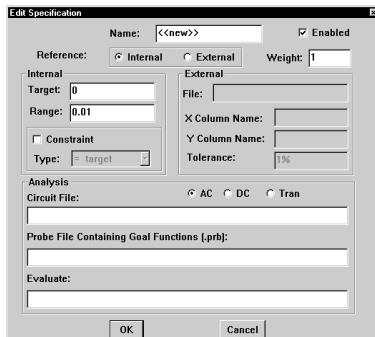 Edit Specification
Name: <<new>> Enabled
Reference: Internal External Weight: 1
Internal External
Target: 0 File:
Range: 0.01 X Column Name:
Constraint Y Column Name:
Type: = target Tolerance: 1%
Analysis
Circuit File: AC DC Tran
Probe File Containing Goal Functions (.prb):
Evaluate:
OK Cancel